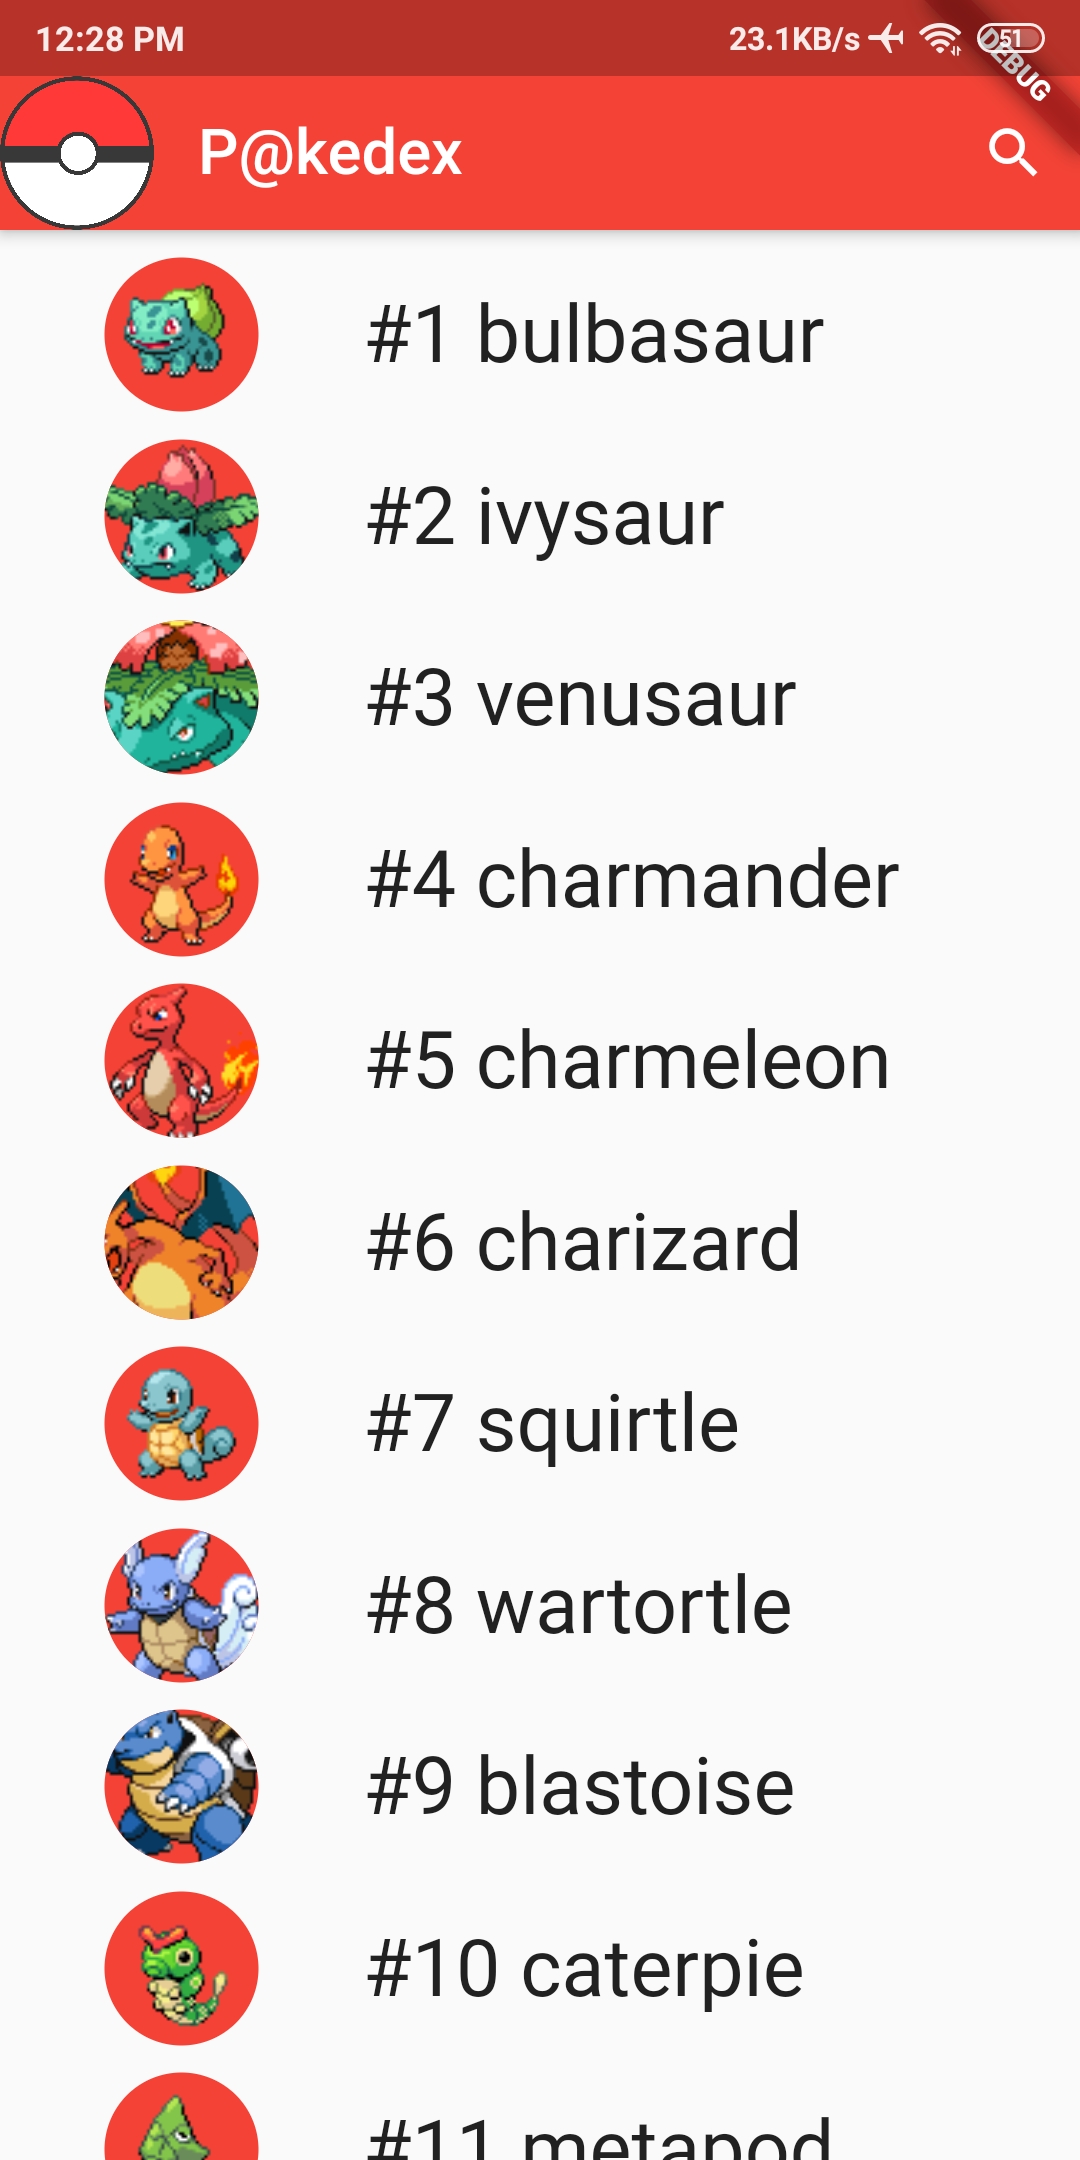 12:28 PM 23.1KB/s 51
DEBUG
P@kedex
#1 bulbasaur
#2 ivysaur
#3 venusaur
#4 charmander
#5 charmeleon
#6 charizard
#7 squirtle
#8 wartortle
#9 blastoise
#10 caterpie
#11 metapod